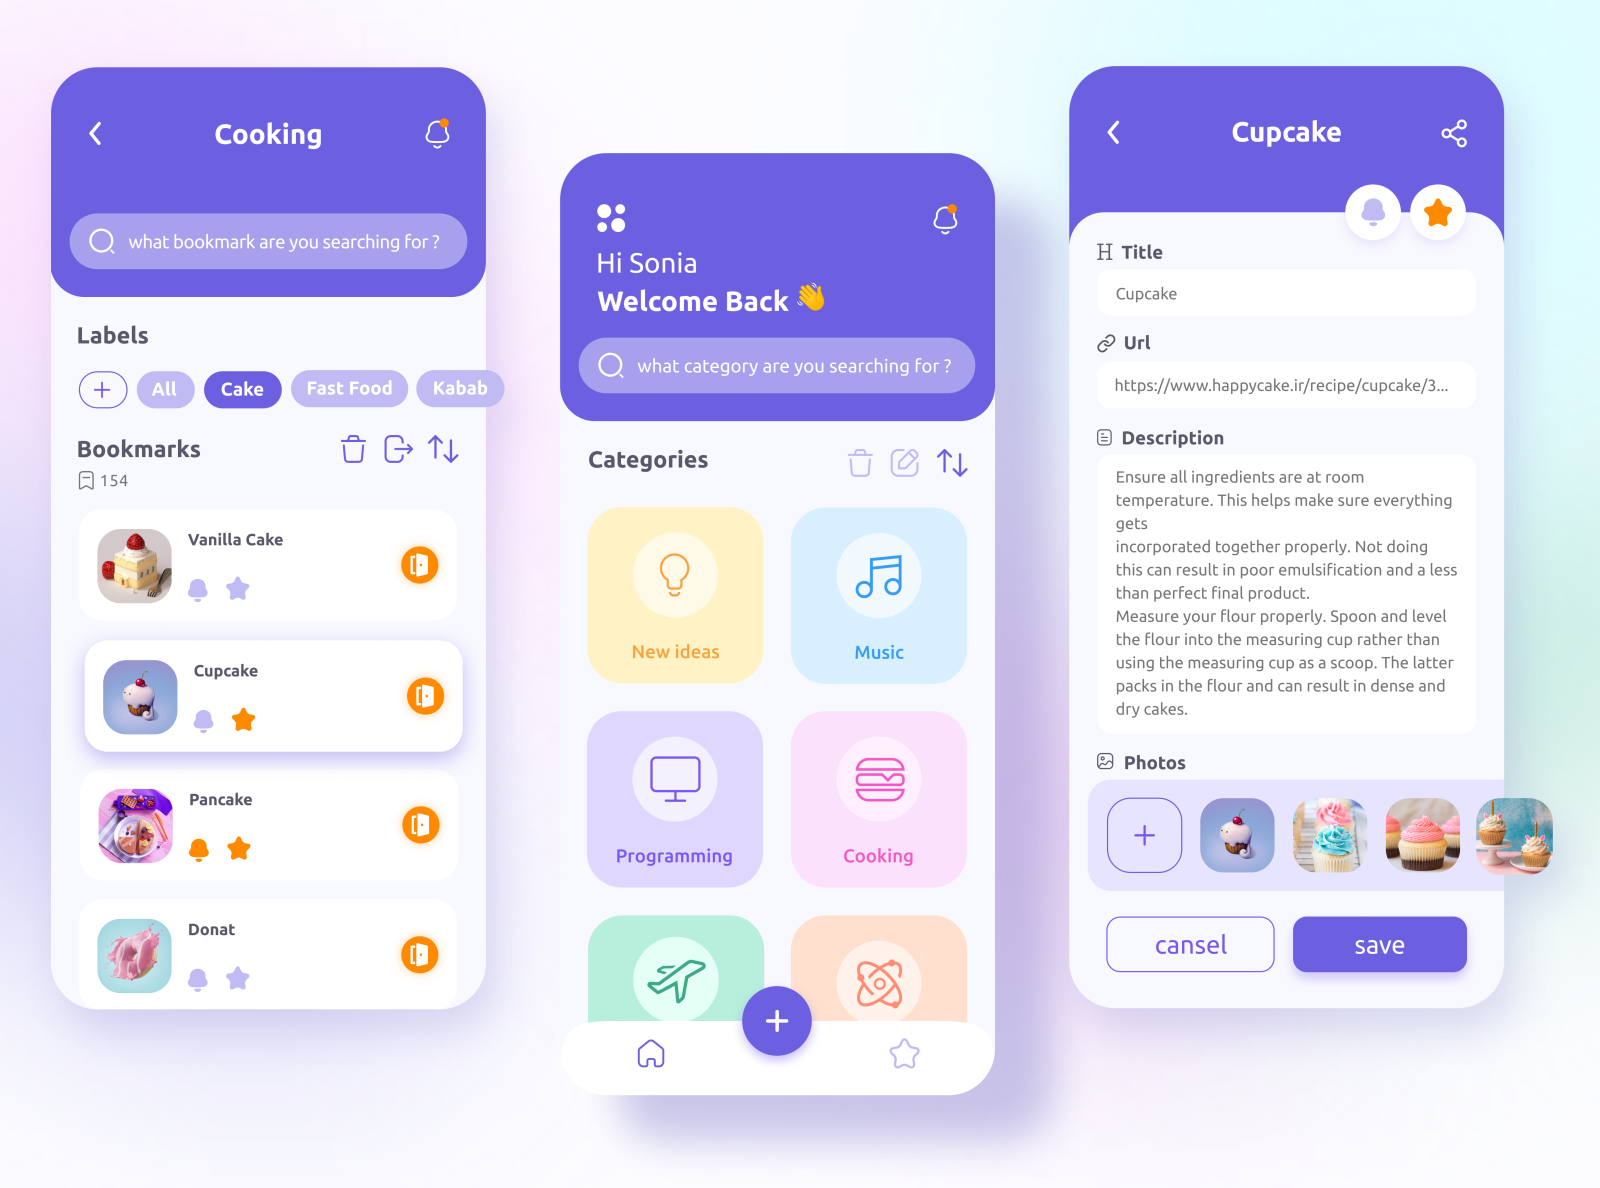 Cooking
what bookmark are you searching for ?
Labels
All
Cake
Fast Food
Kabab
Bookmarks
154
Vanilla Cake
Cupcake
Pancake
Donat
Hi Sonia
Welcome Back 👋
what category are you searching for ?
Categories
New ideas
Music
Programming
Cooking
Cupcake
Title
Cupcake
Url
https://www.happycake.ir/recipe/cupcake/3...
Description
Ensure all ingredients are at room
temperature. This helps make sure everything
gets
incorporated together properly. Not doing
this can result in poor emulsification and a less
than perfect final product.
Measure your flour properly. Spoon and level
the flour into the measuring cup rather than
using the measuring cup as a scoop. The latter
packs in the flour and can result in dense and
dry cakes.
Photos
cansel
save